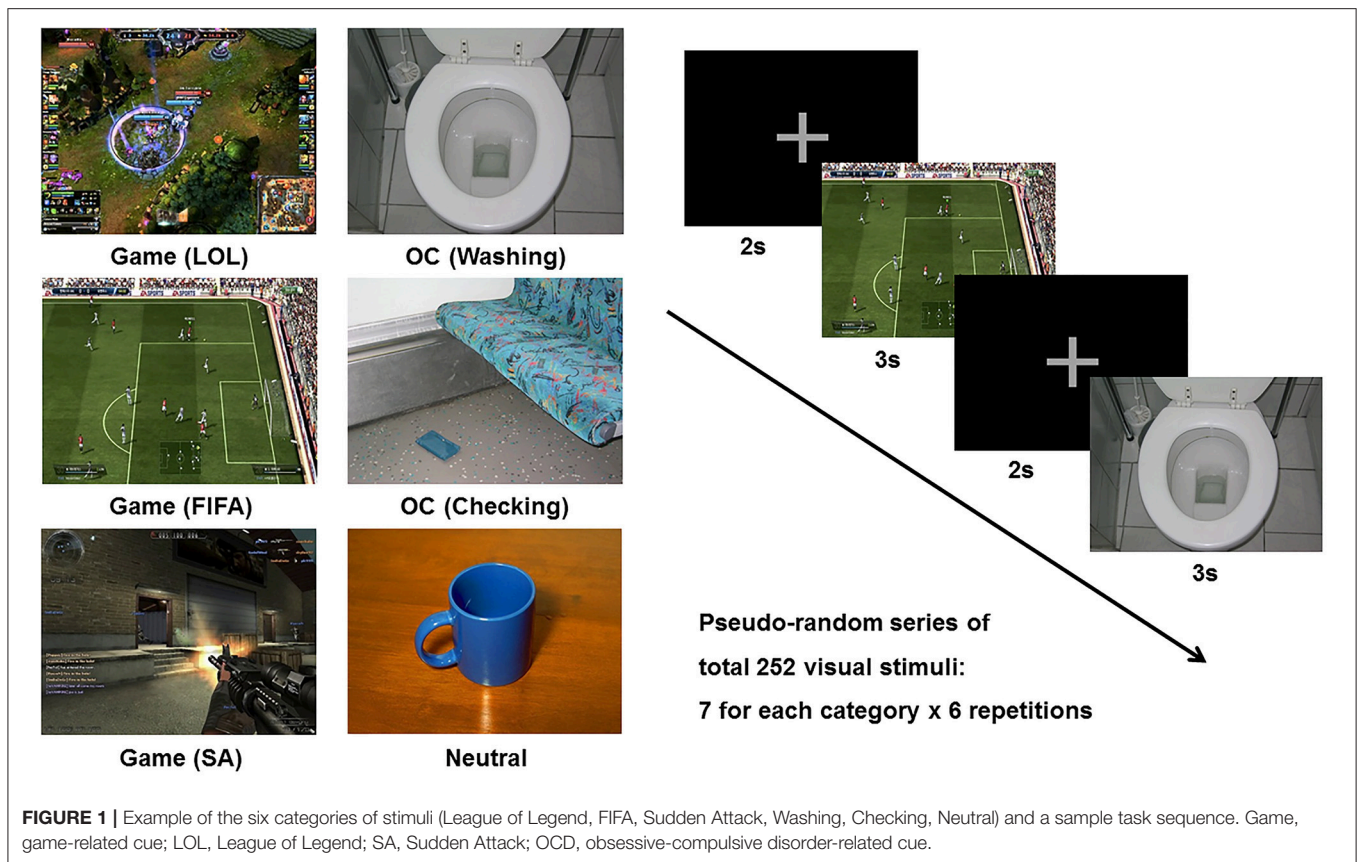 Game (LOL)
OC (Washing)
Game (FIFA)
OC (Checking)
Game (SA)
Neutral
2s
3s
2s
3s
Pseudo-random series of
total 252 visual stimuli:
7 for each category x 6 repetitions
FIGURE 1 | Example of the six categories of stimuli (League of Legend, FIFA, Sudden Attack, Washing, Checking, Neutral) and a sample task sequence. Game,
game-related cue; LOL, League of Legend; SA, Sudden Attack; OCD, obsessive-compulsive disorder-related cue.